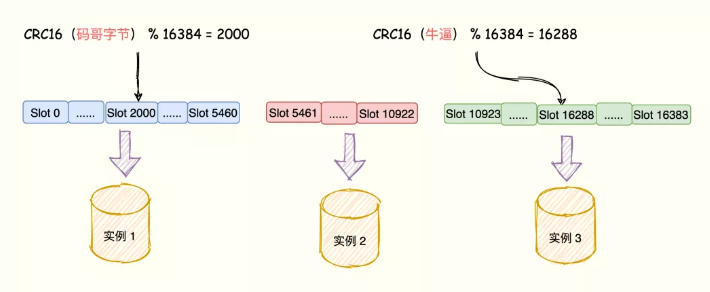 CRC16（码哥字节） % 16384 = 2000
CRC16（牛逼） % 16384 = 16288
Slot 0 ...... Slot 2000 ...... Slot 5460
Slot 5461 ...... Slot 10922
Slot 10923 ...... Slot 16288 ...... Slot 16383
实例 1
实例 2
实例 3